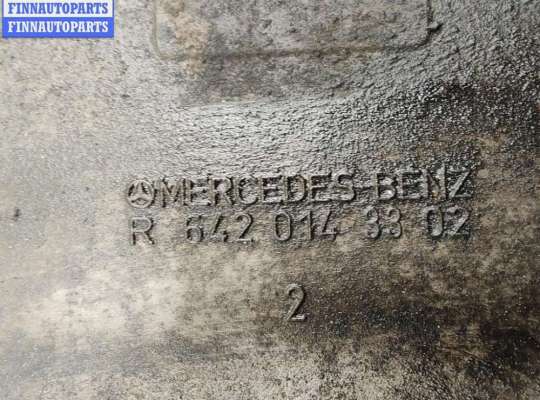 FINNAUTOPARTS
FINNAUTOPARTS
MERCEDES-BENZ
R 642 014 33 02
2